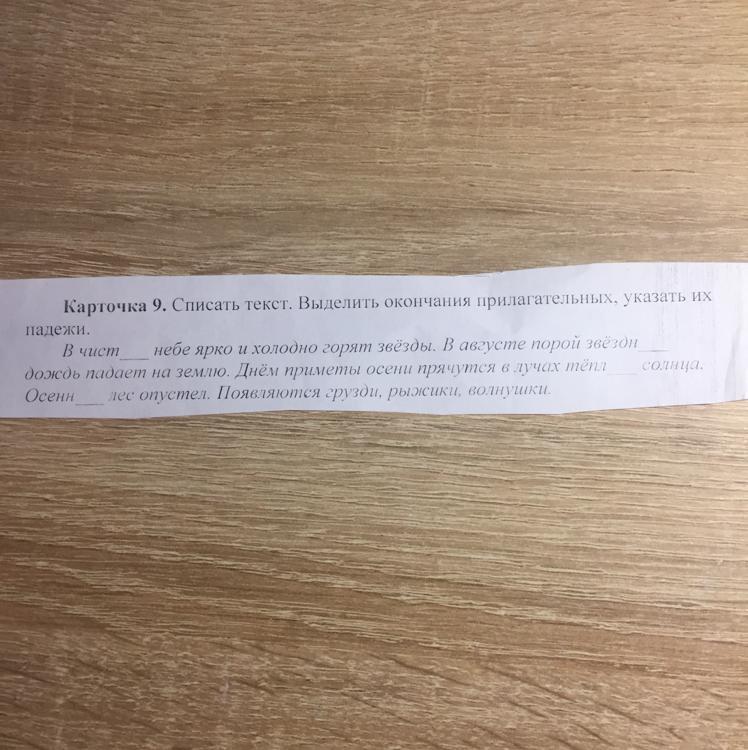 Карточка 9. Списать текст. Выделить окончания прилагательных, указать их
падежи.
В чист___ небе ярко и холодно горят звёзды. В августе порой звёздн___
дождь падает на землю. Днём приметы осени прячутся в лучах тёпл___ солнца.
Осенн___ лес опустел. Появляются грузди, рыжики, волнушки.